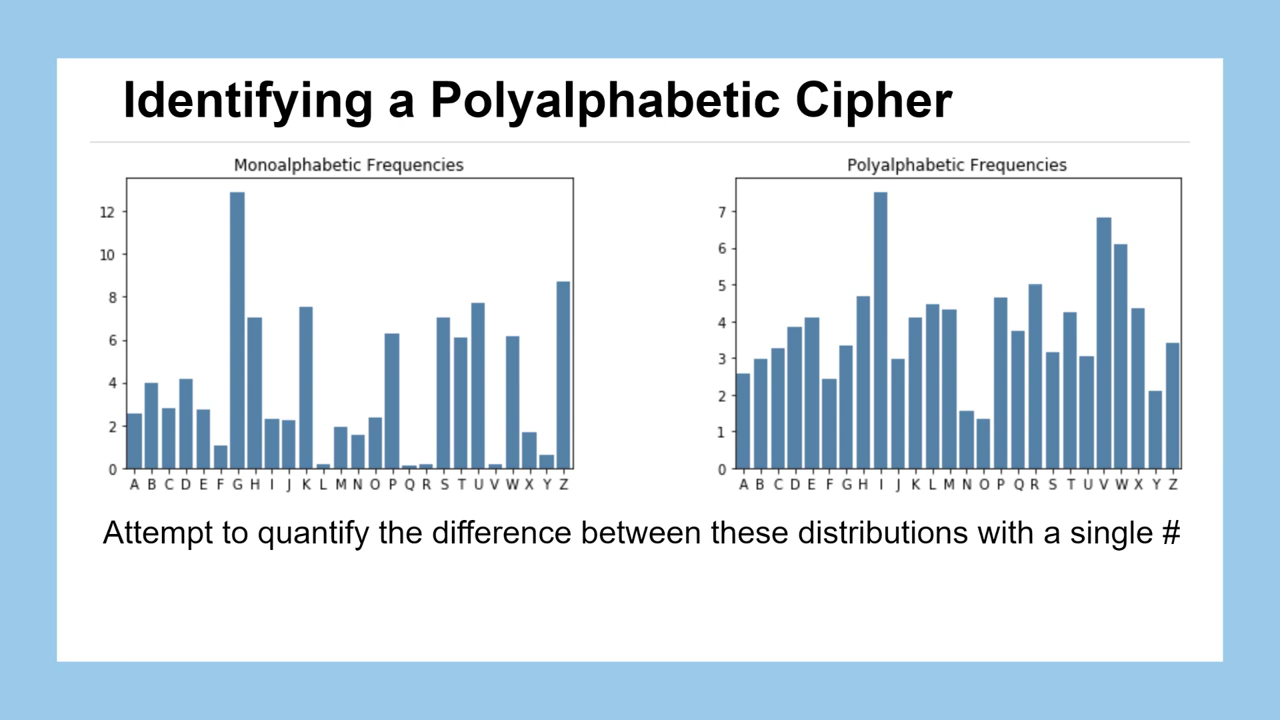 Identifying a Polyalphabetic Cipher
Monoalphabetic Frequencies
12
10
8
6
4
2
0
A B C D E F G H I J K L M N O P Q R S T U V W X Y Z
Polyalphabetic Frequencies
7
6
5
4
3
2
1
0
A B C D E F G H I J K L M N O P Q R S T U V W X Y Z
Attempt to quantify the difference between these distributions with a single #